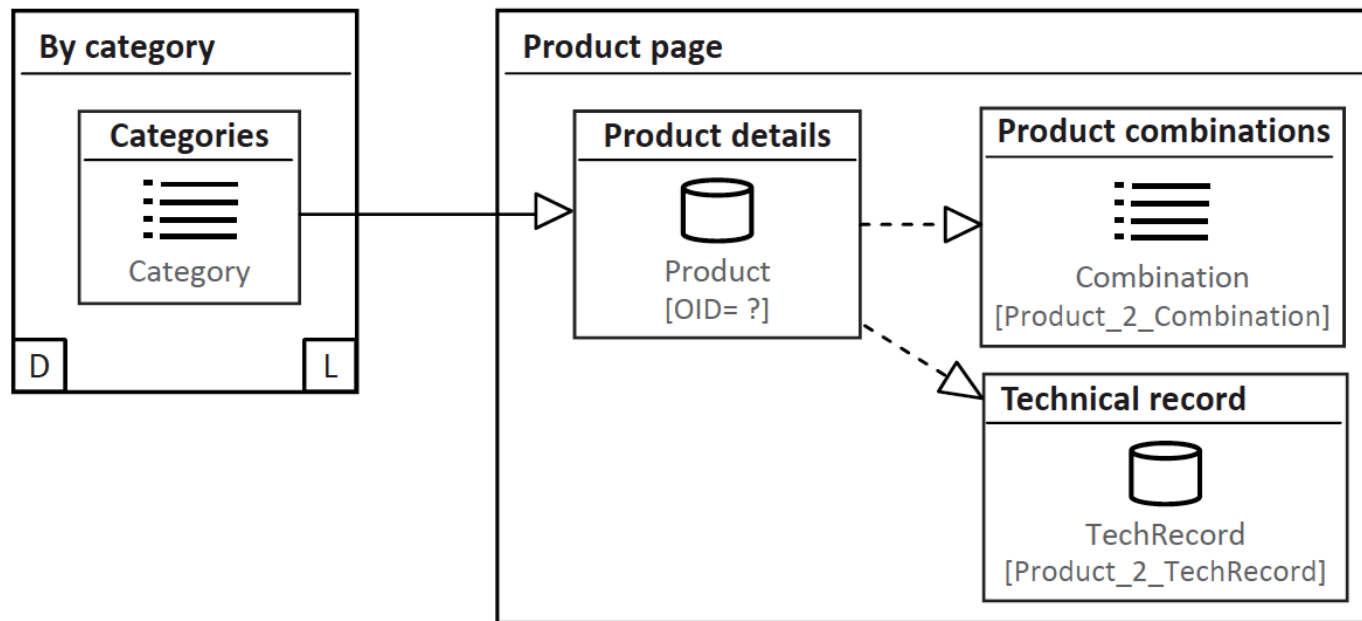 By category
Categories
Category
D
L
Product page
Product details
Product
[OID= ?]
Product combinations
Combination
[Product_2_Combination]
Technical record
TechRecord
[Product_2_TechRecord]